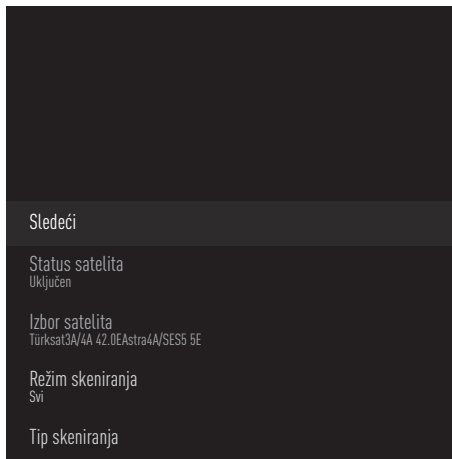 Sledeći
Status satelita
Uključen
Izbor satelita
Türksat3A/4A 42.0EAstra4A/SES5 5E
Režim skeniranja
Svi
Tip skeniranja